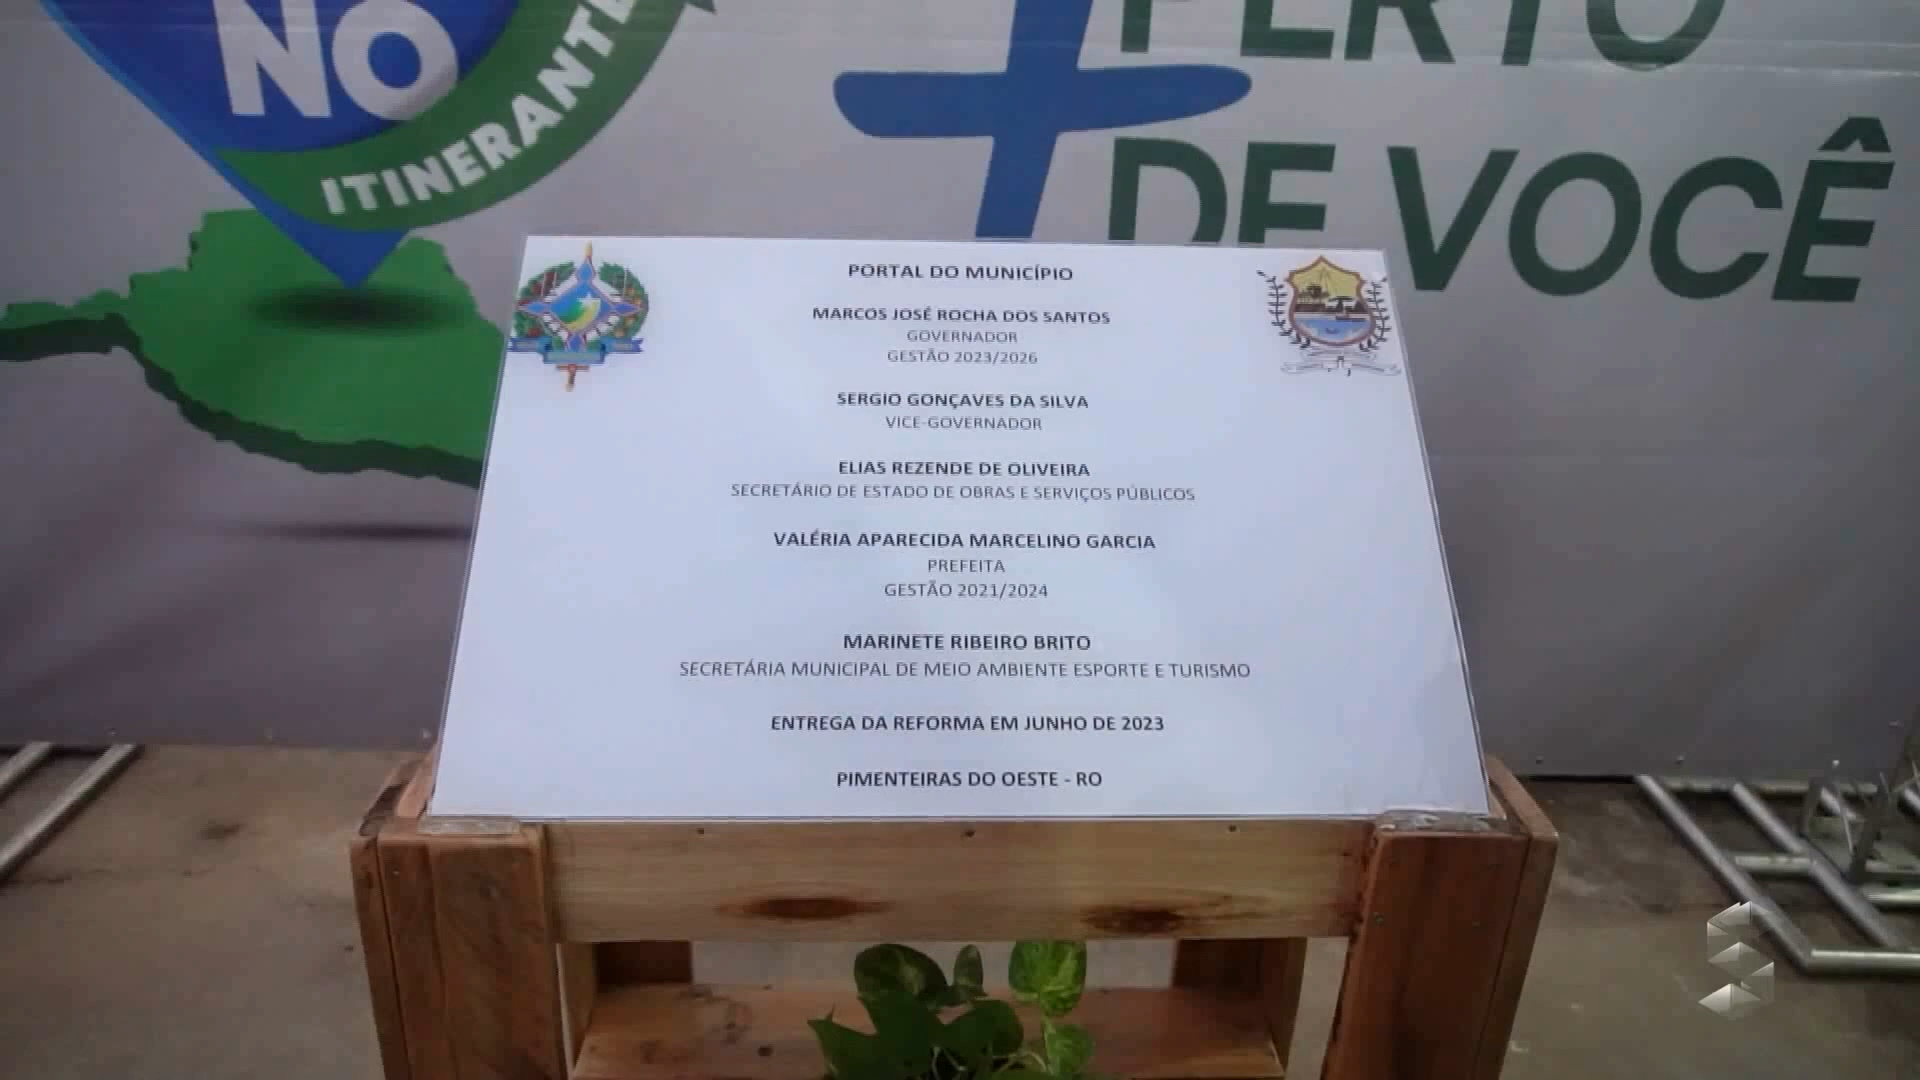 NO
ITINERANTE
PERTO
DE VOCÊ
PORTAL DO MUNICÍPIO
MARCOS JOSÉ ROCHA DOS SANTOS
GOVERNADOR
GESTÃO 2023/2026
SERGIO GONÇAVES DA SILVA
VICE-GOVERNADOR
ELIAS REZENDE DE OLIVEIRA
SECRETÁRIO DE ESTADO DE OBRAS E SERVIÇOS PÚBLICOS
VALÉRIA APARECIDA MARCELINO GARCIA
PREFEITA
GESTÃO 2021/2024
MARINETE RIBEIRO BRITO
SECRETÁRIA MUNICIPAL DE MEIO AMBIENTE ESPORTE E TURISMO
ENTREGA DA REFORMA EM JUNHO DE 2023
PIMENTEIRAS DO OESTE - RO